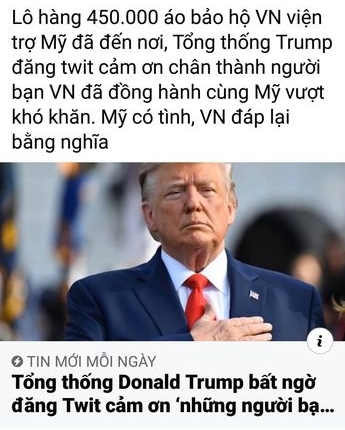 Lô hàng 450.000 áo bảo hộ VN viện
trợ Mỹ đã đến nơi, Tổng thống Trump
đăng twit cảm ơn chân thành người
bạn VN đã đồng hành cùng Mỹ vượt
khó khăn. Mỹ có tình, VN đáp lại
bằng nghĩa
i
TIN MỚI MỖI NGÀY
Tổng thống Donald Trump bất ngờ
đăng Twit cảm ơn ‘những người bạ...